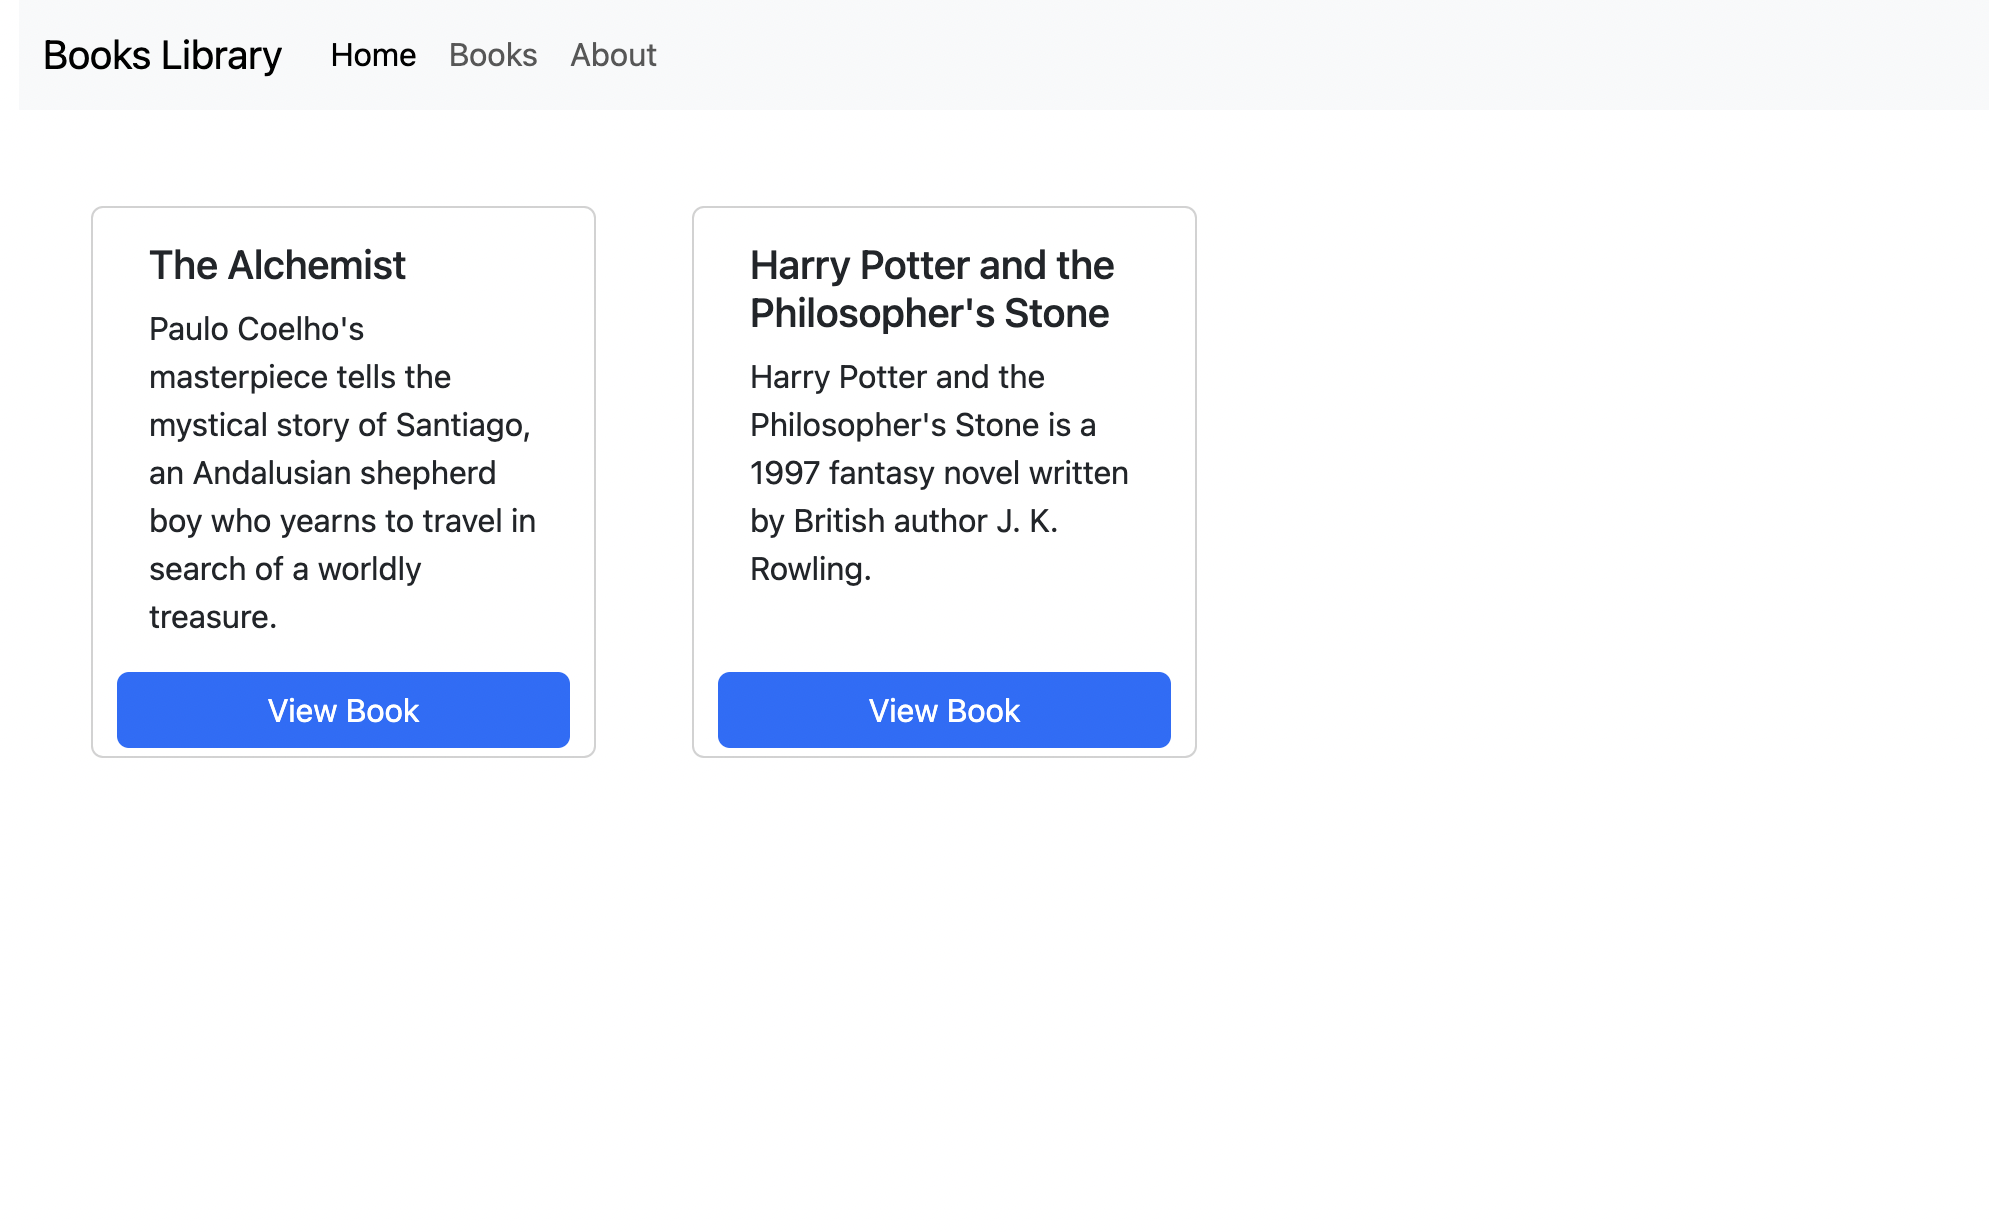 Books Library Home Books About
The Alchemist
Paulo Coelho's
masterpiece tells the
mystical story of Santiago,
an Andalusian shepherd
boy who yearns to travel in
search of a worldly
treasure.
View Book
Harry Potter and the
Philosopher's Stone
Harry Potter and the
Philosopher's Stone is a
1997 fantasy novel written
by British author J. K.
Rowling.
View Book